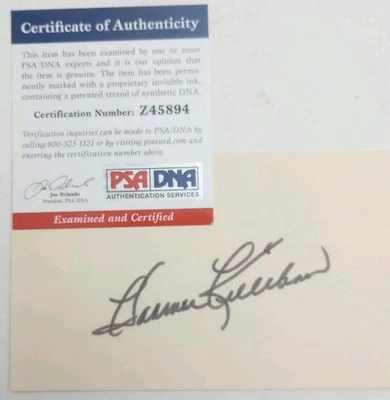 Certificate of Authenticity
This item has been examined by one or more
PSA/DNA experts and it is our opinion that
the item is genuine. The item has been perma-
nently marked with a proprietary invisible ink,
containing a patented strand of synthetic DNA.
Certification Number: Z45894
Verification inquiries can be made to PSA/DNA by
calling 800-325-1121 or by visiting psacard.com and
entering the certification number above.
Joe Orlando
President, PSA/DNA
PSA DNA
AUTHENTICATION SERVICES
Examined and Certified
Harmon Killebrew